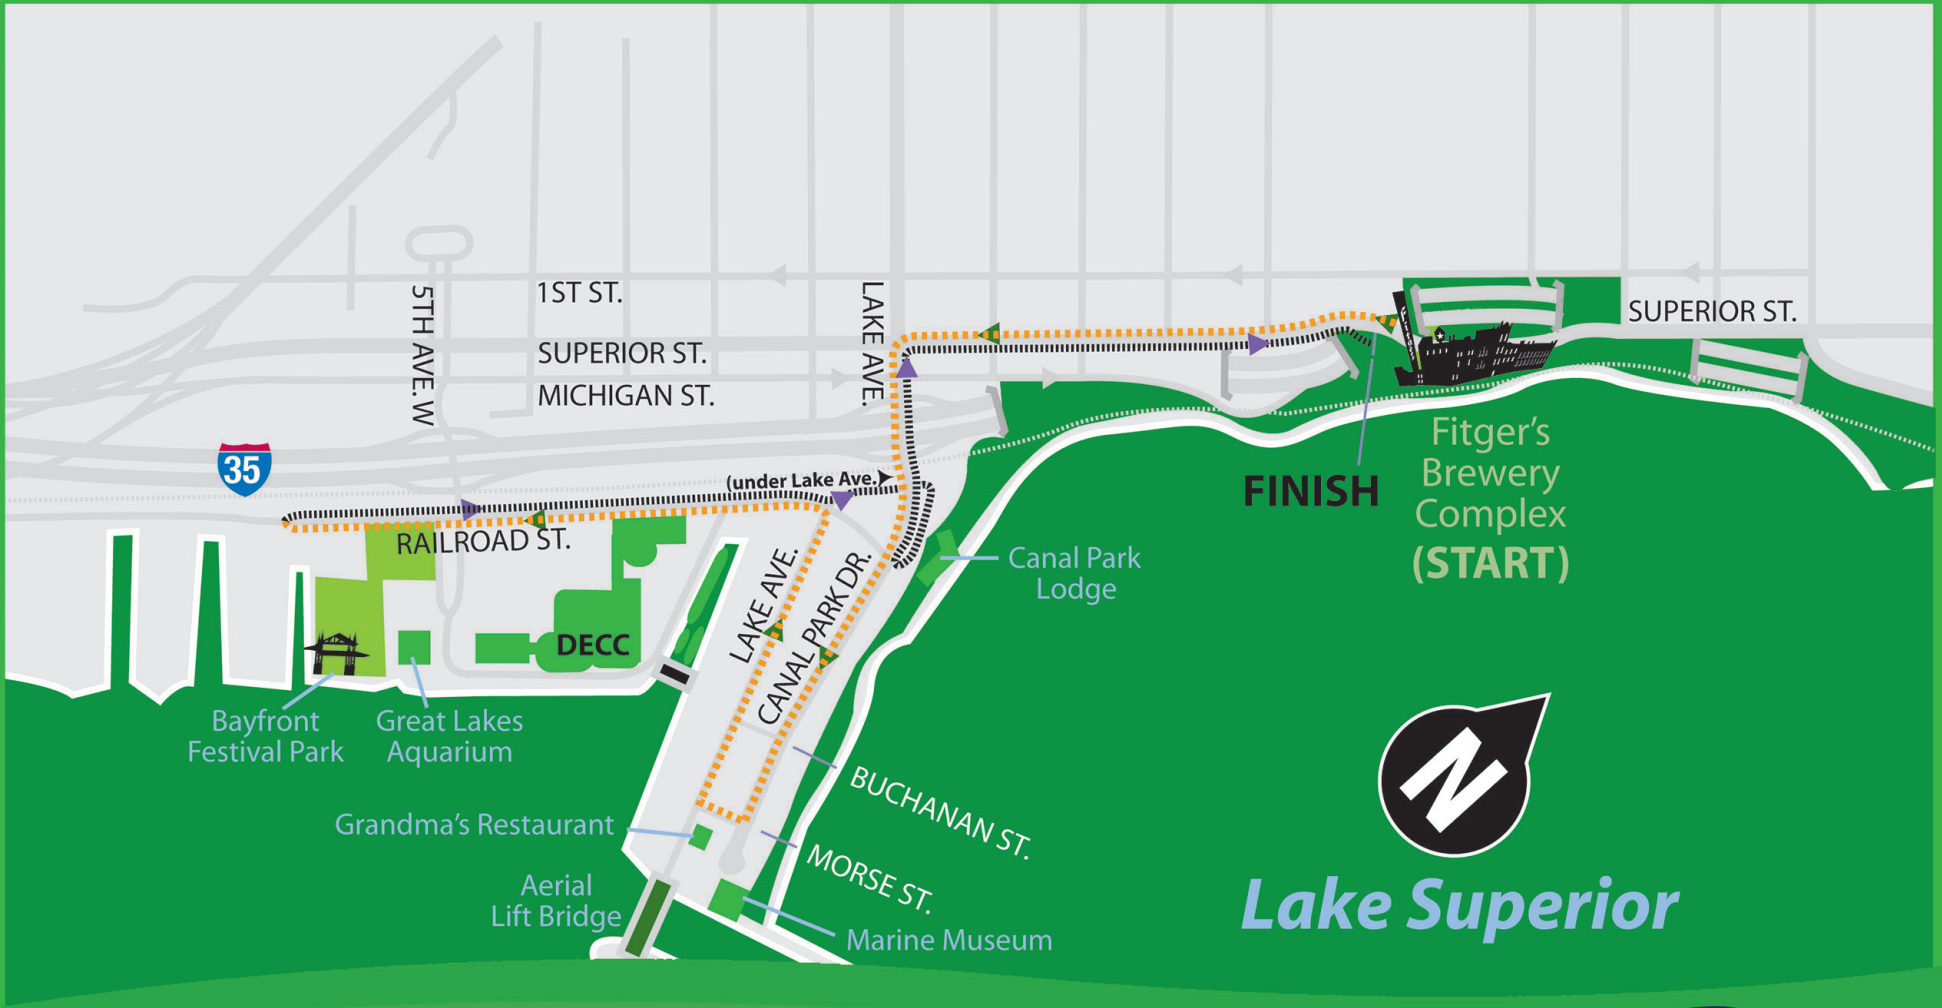 1ST ST.
5TH AVE. W
LAKE AVE.
SUPERIOR ST.
SUPERIOR ST.
MICHIGAN ST.
35
(under Lake Ave.)
FINISH
Fitger's
Brewery
Complex
(START)
RAILROAD ST.
LAKE AVE.
CANAL PARK DR.
Canal Park
Lodge
DECC
Bayfront
Festival Park
Great Lakes
Aquarium
Grandma's Restaurant
BUCHANAN ST.
MORSE ST.
Aerial
Lift Bridge
Marine Museum
N
Lake Superior